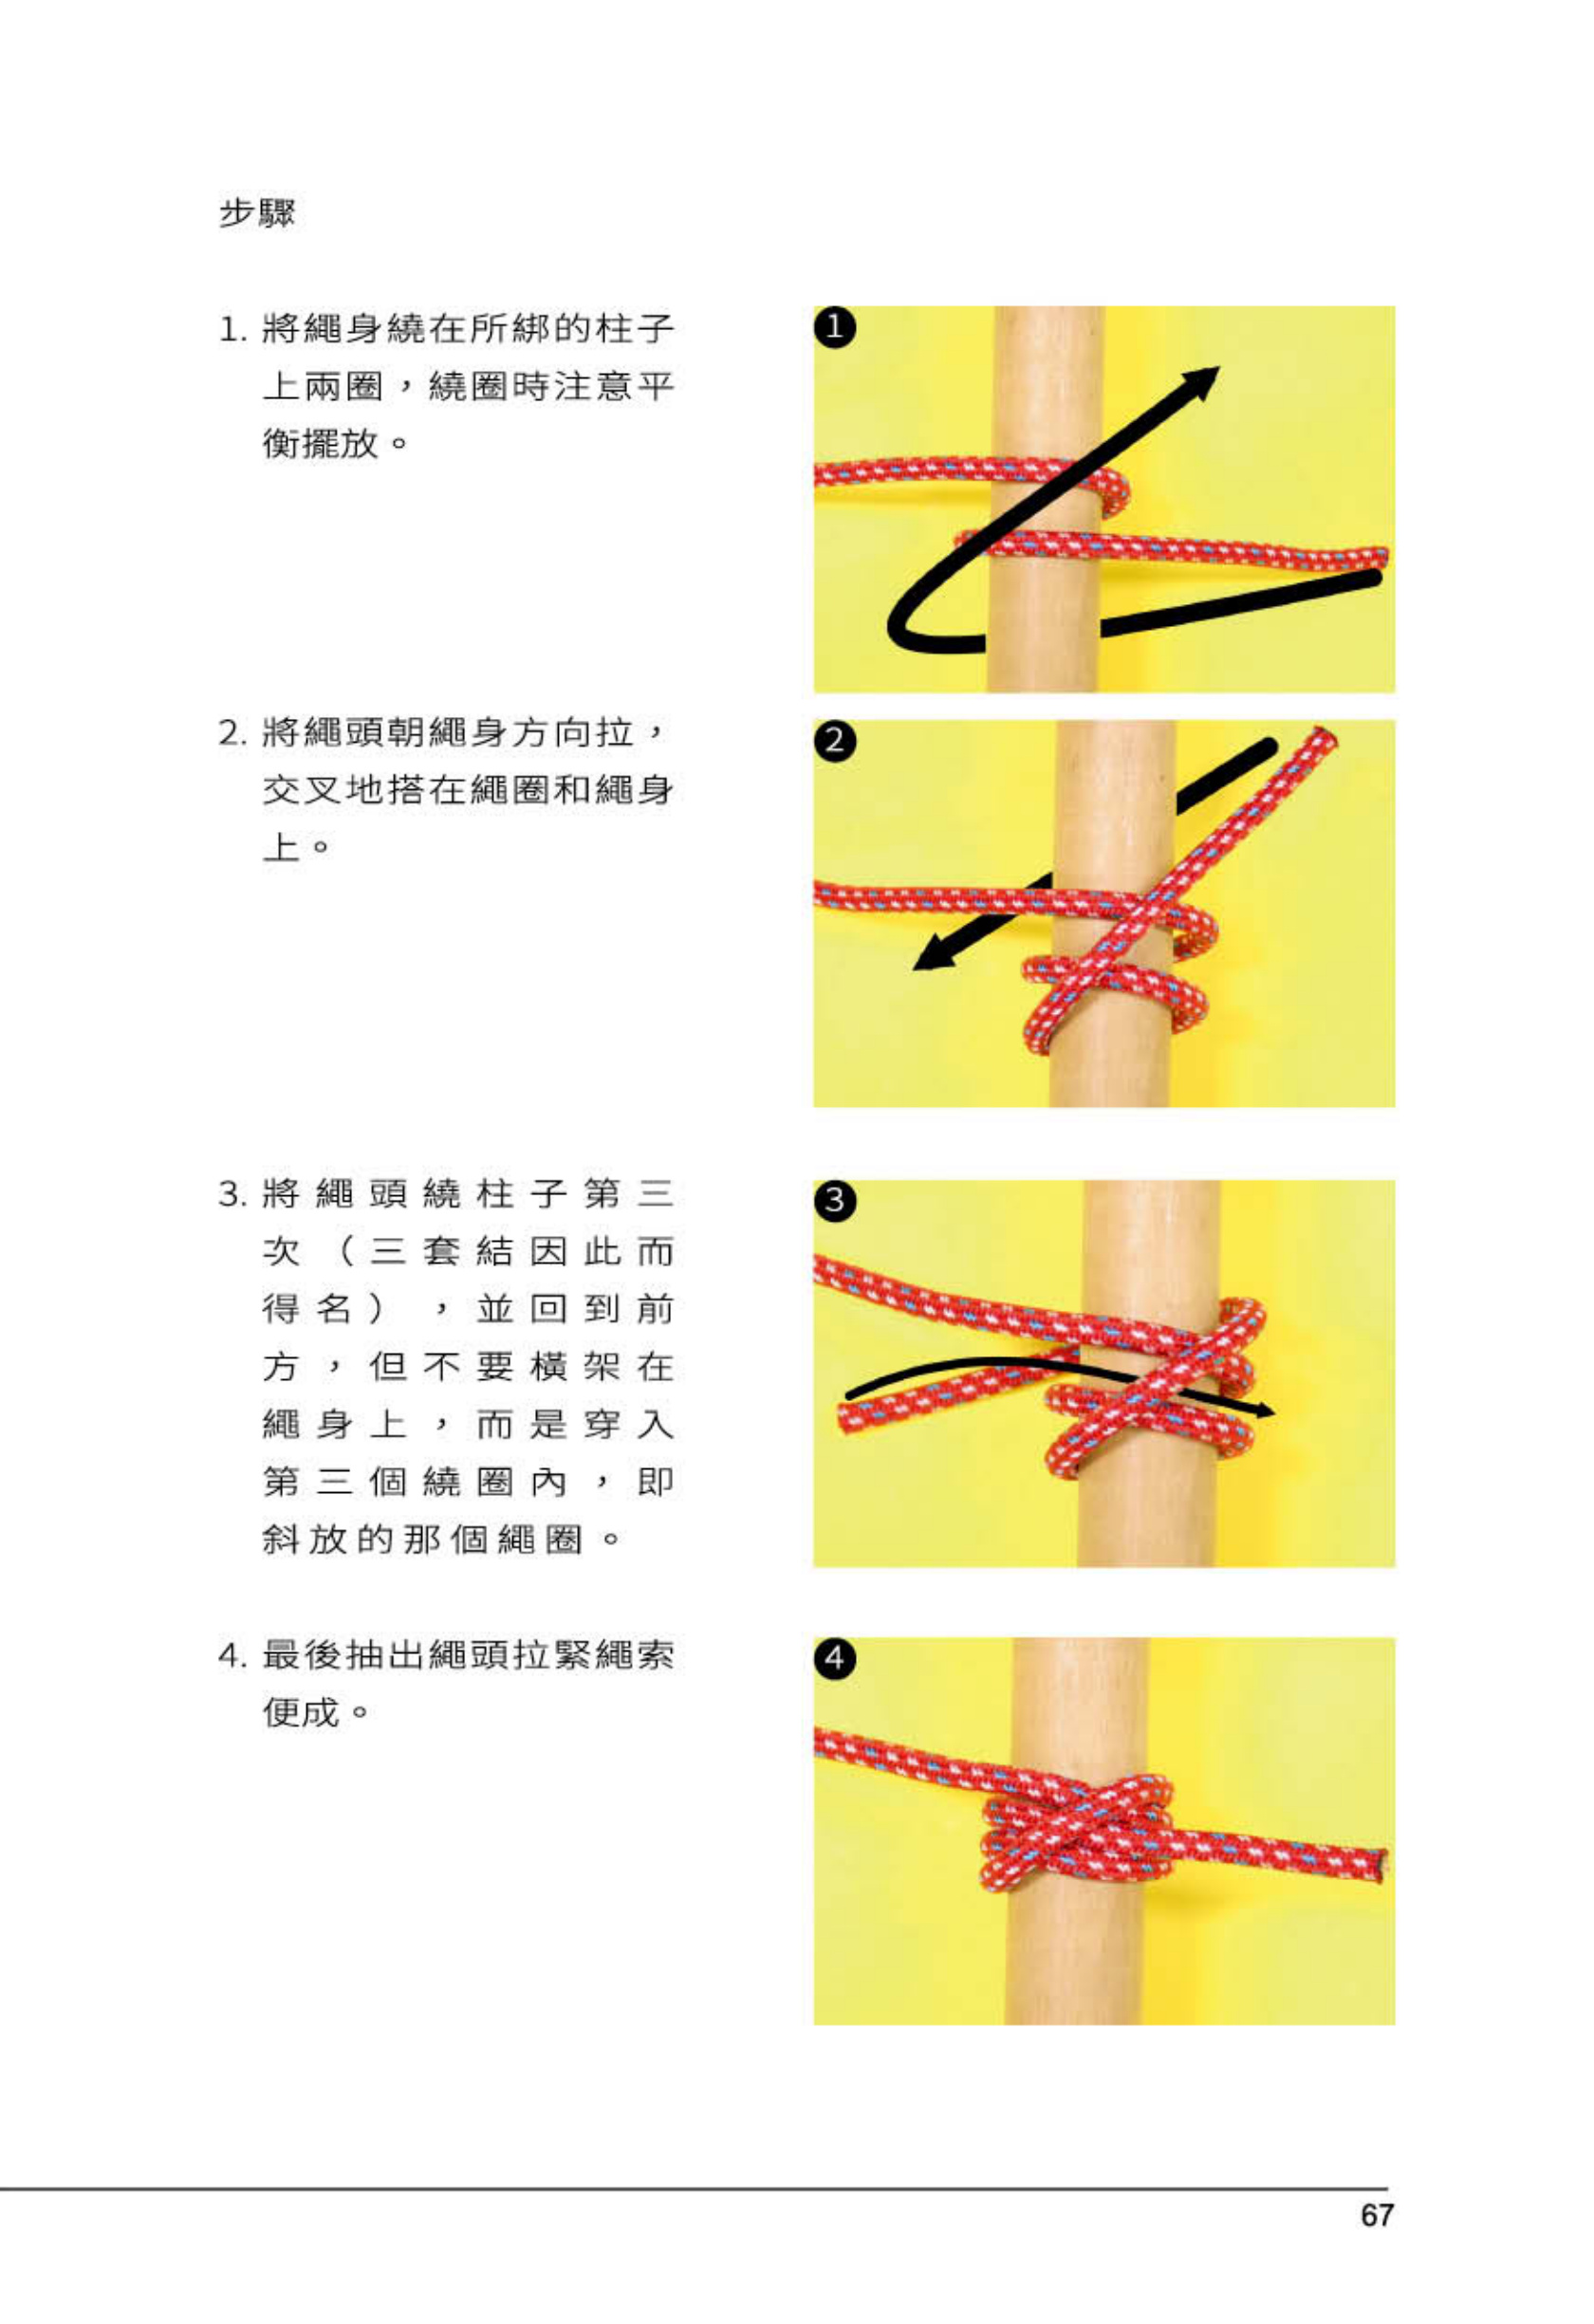 步驟
1. 將繩身繞在所綁的柱子
上兩圈，繞圈時注意平
衡擺放。
1
2. 將繩頭朝繩身方向拉，
交叉地搭在繩圈和繩身
上。
2
3. 將繩頭繞柱子第三
次（三套結因此而
得名），並回到前
方，但不要橫架在
繩身上，而是穿入
第三個繞圈內，即
斜放的那個繩圈。
3
4. 最後抽出繩頭拉緊繩索
便成。
4
67